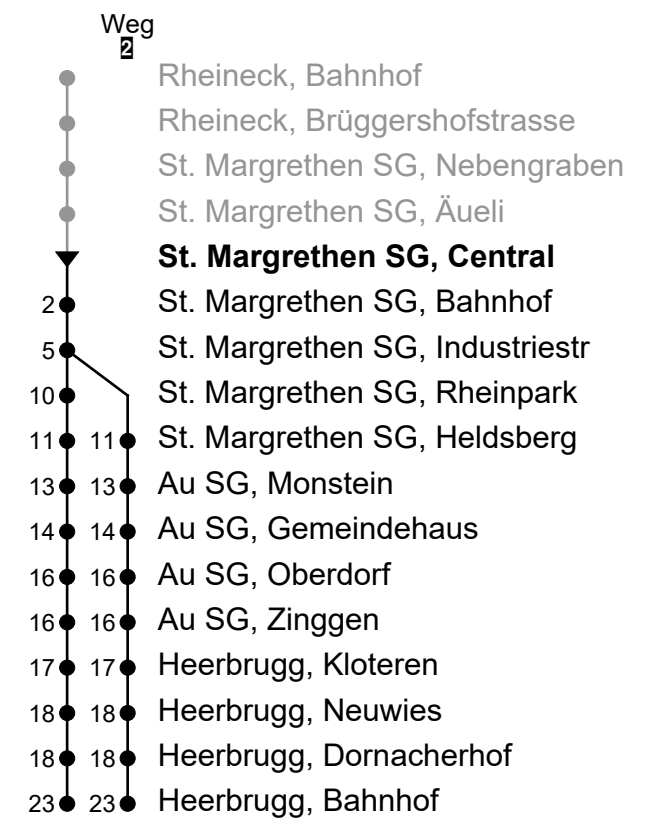 Weg
2
Rheineck, Bahnhof
Rheineck, Brüggershofstrasse
St. Margrethen SG, Nebengraben
St. Margrethen SG, Äueli
St. Margrethen SG, Central
2 St. Margrethen SG, Bahnhof
5 St. Margrethen SG, Industriestr
10 St. Margrethen SG, Rheinpark
11 11 St. Margrethen SG, Heldsberg
13 13 Au SG, Monstein
14 14 Au SG, Gemeindehaus
16 16 Au SG, Oberdorf
16 16 Au SG, Zinggen
17 17 Heerbrugg, Kloteren
18 18 Heerbrugg, Neuwies
18 18 Heerbrugg, Dornacherhof
23 23 Heerbrugg, Bahnhof